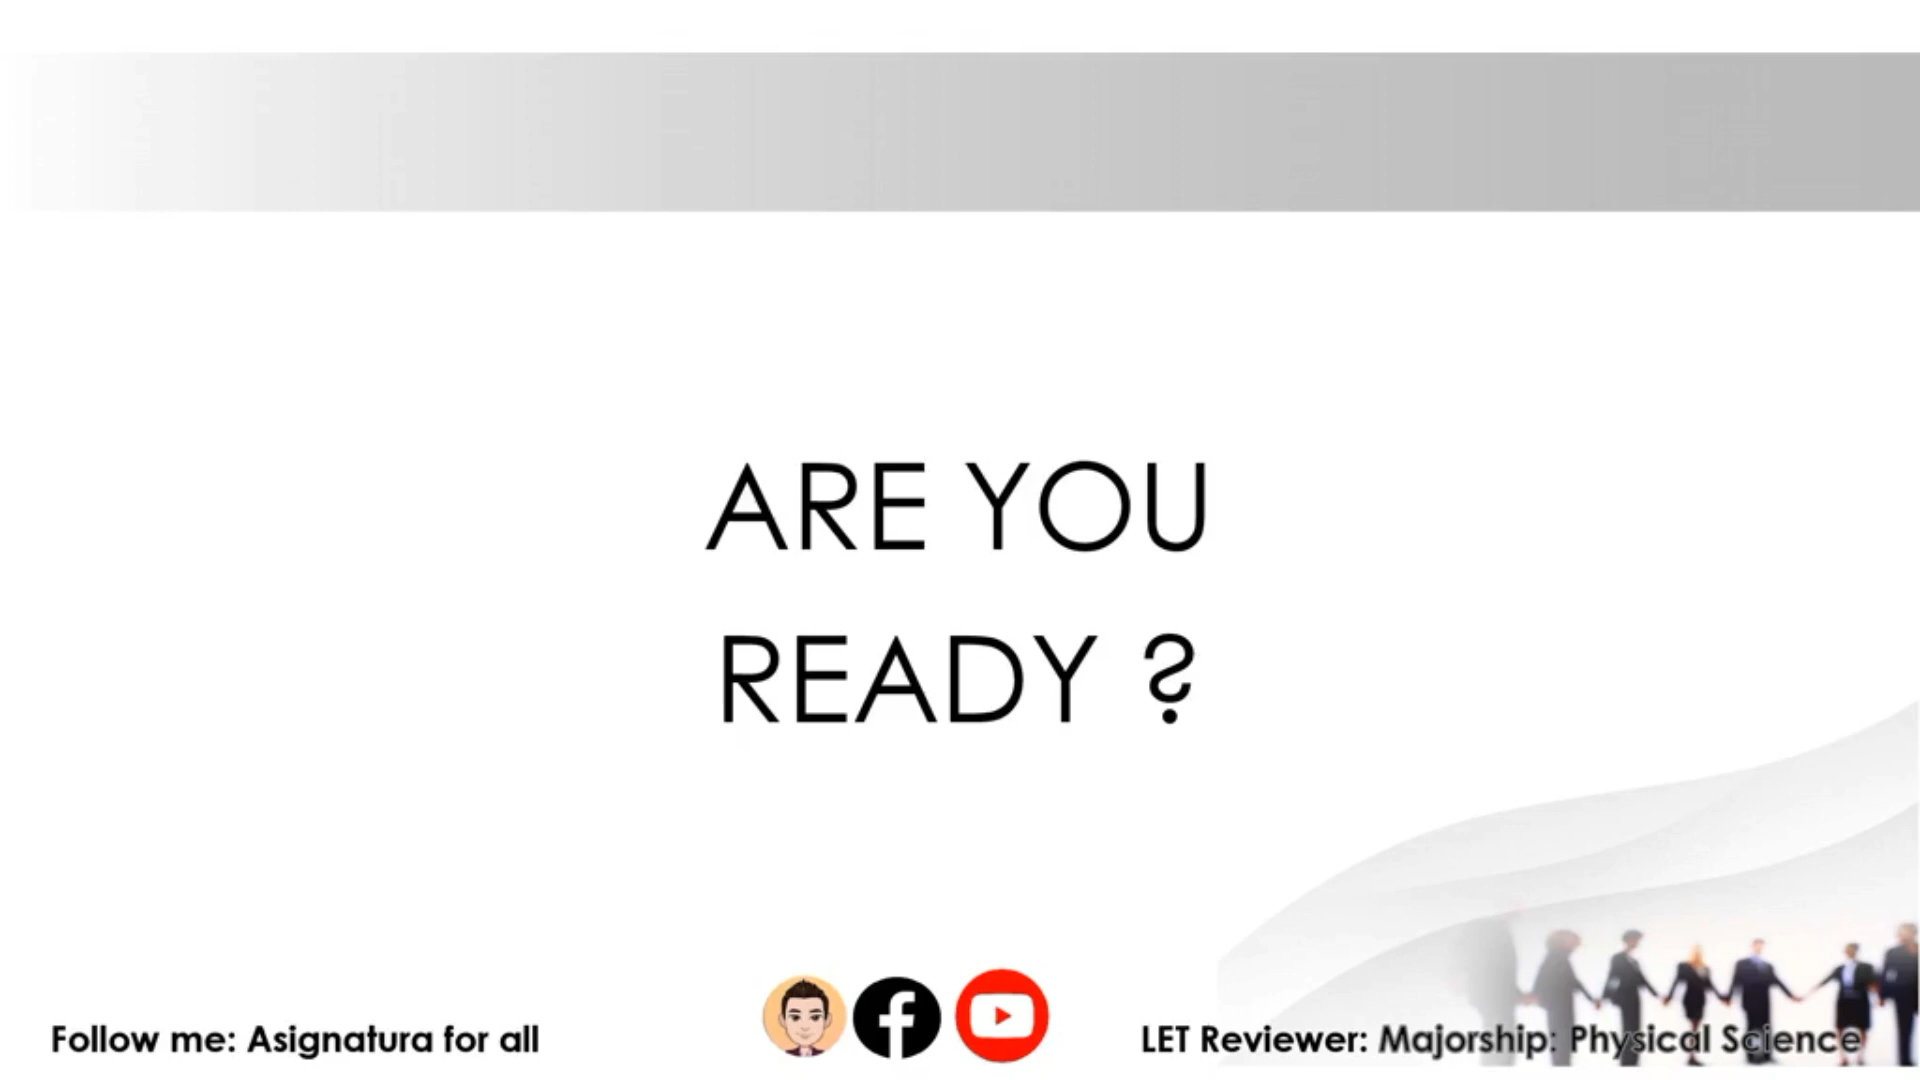 ARE YOU
READY ?
Follow me: Asignatura for all
LET Reviewer: Majorship: Physical Science